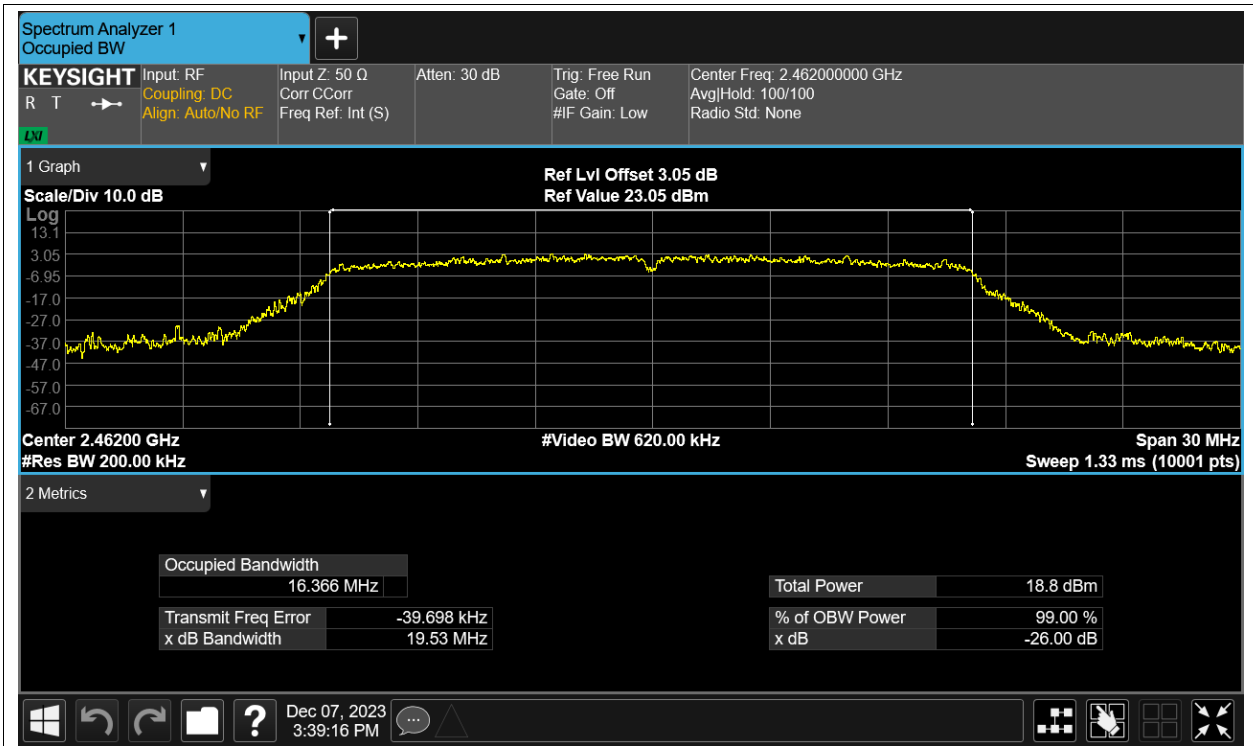 Spectrum Analyzer 1
Occupied BW
KEYSIGHT
R T
LXI
Input: RF
Coupling: DC
Align: Auto/No RF
Input Z: 50 Ω
Corr CCorr
Freq Ref: Int (S)
Atten: 30 dB
Trig: Free Run
Gate: Off
#IF Gain: Low
Center Freq: 2.462000000 GHz
Avg|Hold: 100/100
Radio Std: None
1 Graph
Scale/Div 10.0 dB
Ref Lvl Offset 3.05 dB
Ref Value 23.05 dBm
Log
13.1
3.05
-6.95
-17.0
-27.0
-37.0
-47.0
-57.0
-67.0
Center 2.46200 GHz
#Res BW 200.00 kHz
#Video BW 620.00 kHz
Span 30 MHz
Sweep 1.33 ms (10001 pts)
2 Metrics
Occupied Bandwidth
16.366 MHz
Transmit Freq Error -39.698 kHz
x dB Bandwidth 19.53 MHz
Total Power 18.8 dBm
% of OBW Power 99.00 %
x dB -26.00 dB
?
Dec 07, 2023
3:39:16 PM